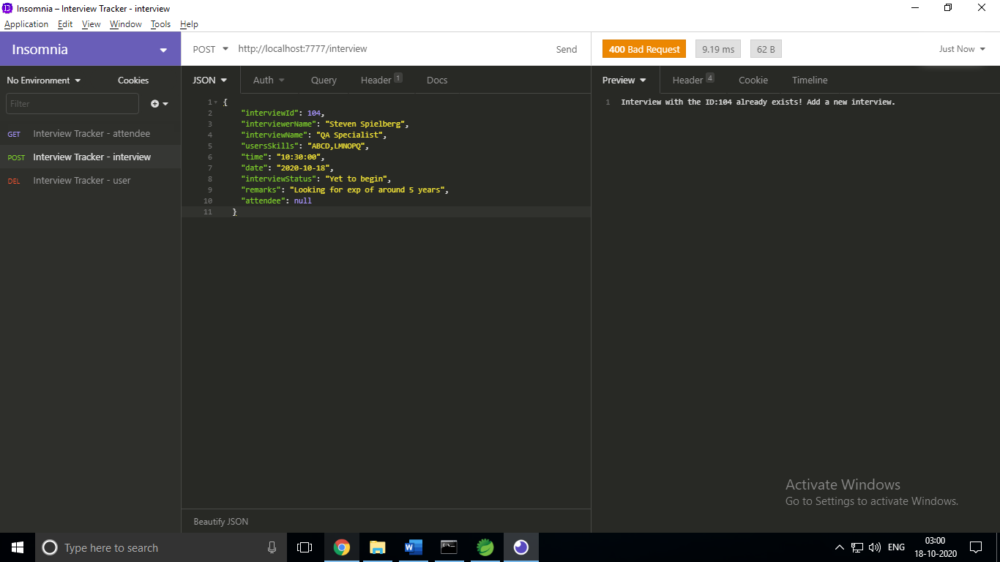 Insomnia – Interview Tracker - interview
Application Edit View Window Tools Help
Insomnia
POST http://localhost:7777/interview Send
400 Bad Request 9.19 ms 62 B Just Now
No Environment Cookies
JSON Auth Query Header 1 Docs
Preview Header 4 Cookie Timeline
Filter
GET Interview Tracker - attendee
POST Interview Tracker - interview
DEL Interview Tracker - user
1 {
2 "interviewId": 104,
3 "interviewerName": "Steven Spielberg",
4 "interviewName": "QA Specialist",
5 "usersSkills": "ABCD,LMNOPQ",
6 "time": "10:30:00",
7 "date": "2020-10-18",
8 "interviewStatus": "Yet to begin",
9 "remarks": "Looking for exp of around 5 years",
10 "attendee": null
11 }
1 Interview with the ID:104 already exists! Add a new interview.
Activate Windows
Go to Settings to activate Windows.
Beautify JSON
Type here to search
ENG
03:00
18-10-2020